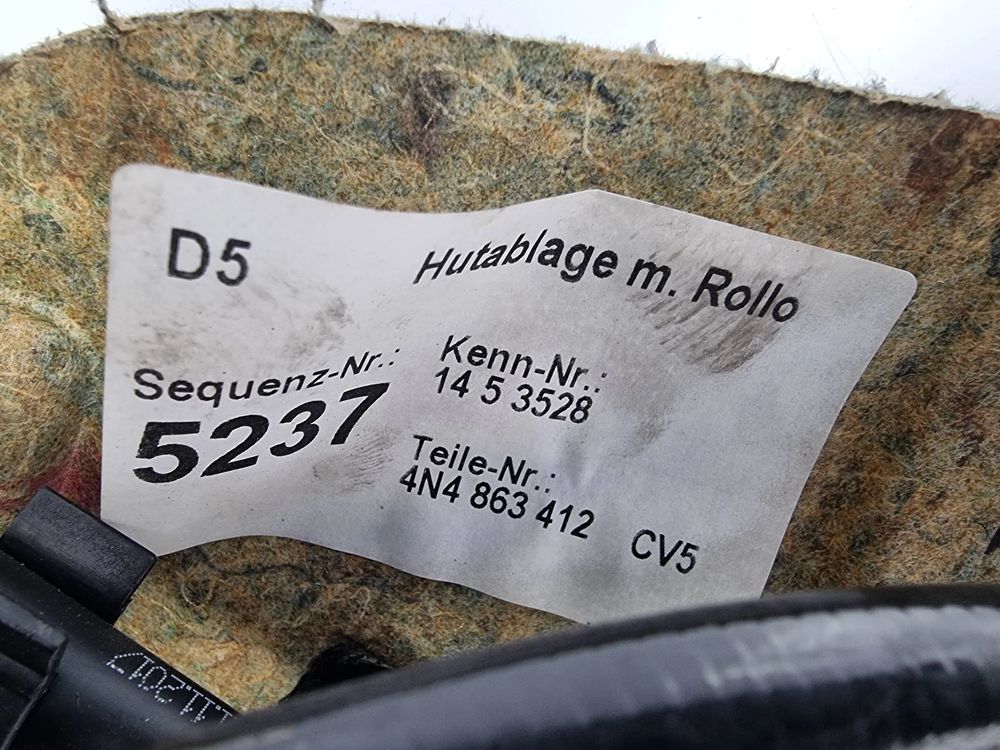 D5
Hutablage m. Rollo
Sequenz-Nr.:
5237
Kenn-Nr.:
14 5 3528
Teile-Nr.:
4N4 863 412 CV5